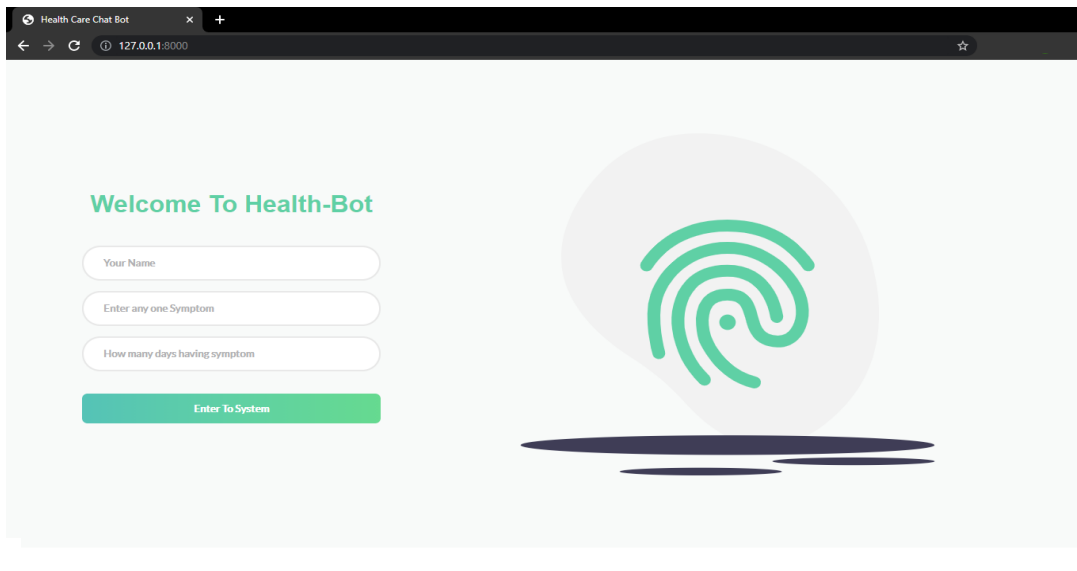 Health Care Chat Bot
127.0.0.1:8000
Welcome To Health-Bot
Your Name
Enter any one Symptom
How many days having symptom
Enter To System